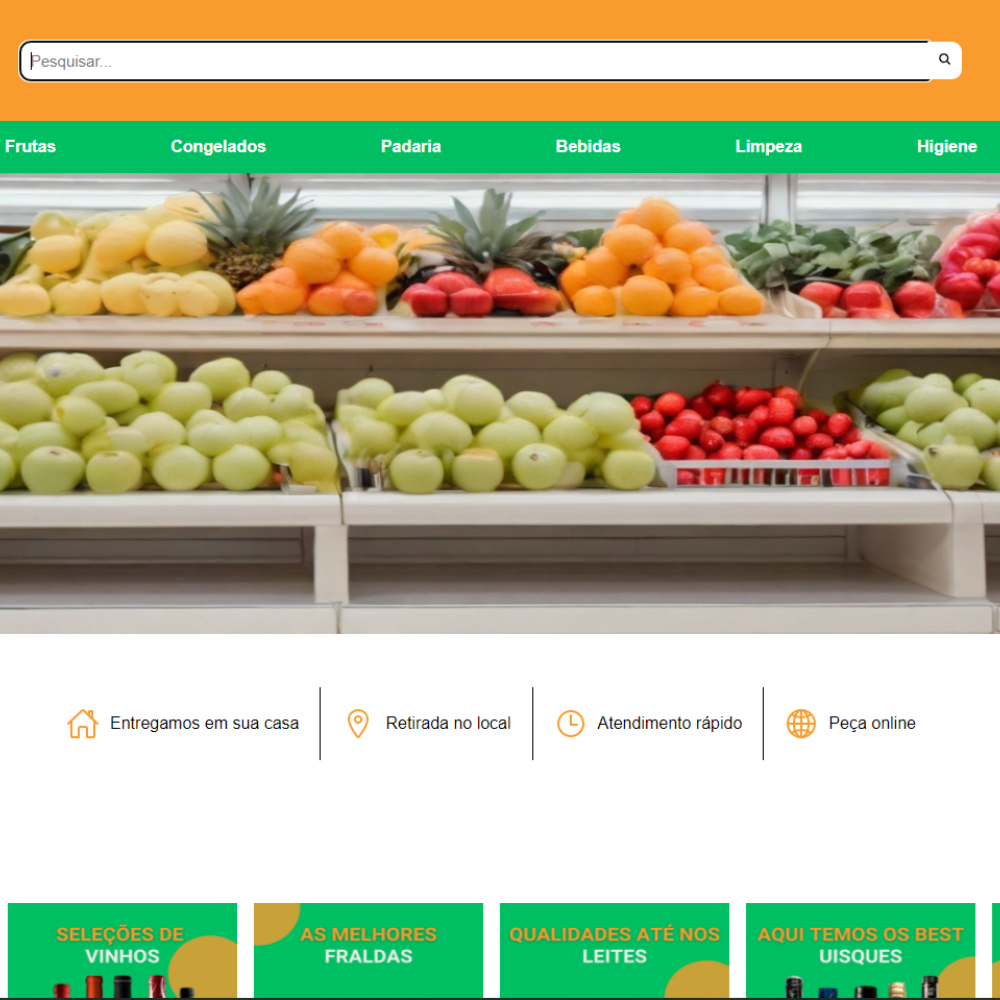 Pesquisar...
Frutas Congelados Padaria Bebidas Limpeza Higiene
Entregamos em sua casa Retirada no local Atendimento rápido Peça online
SELEÇÕES DE
VINHOS
AS MELHORES
FRALDAS
QUALIDADES ATÉ NOS
LEITES
AQUI TEMOS OS BEST
UISQUES